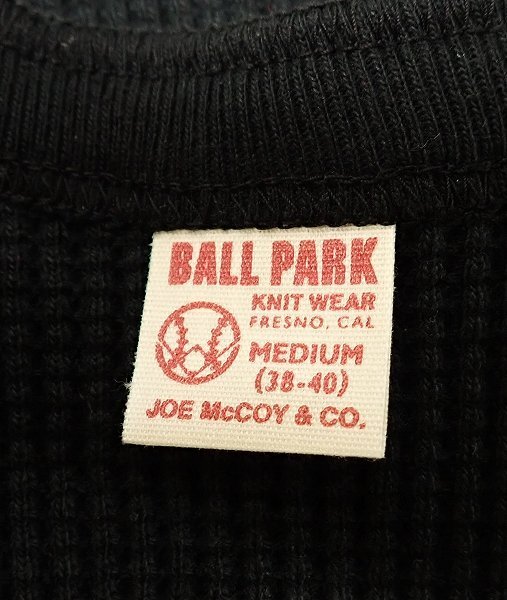 BALL PARK
KNIT WEAR
FRESNO, CAL
MEDIUM
(38-40)
JOE McCOY & CO.